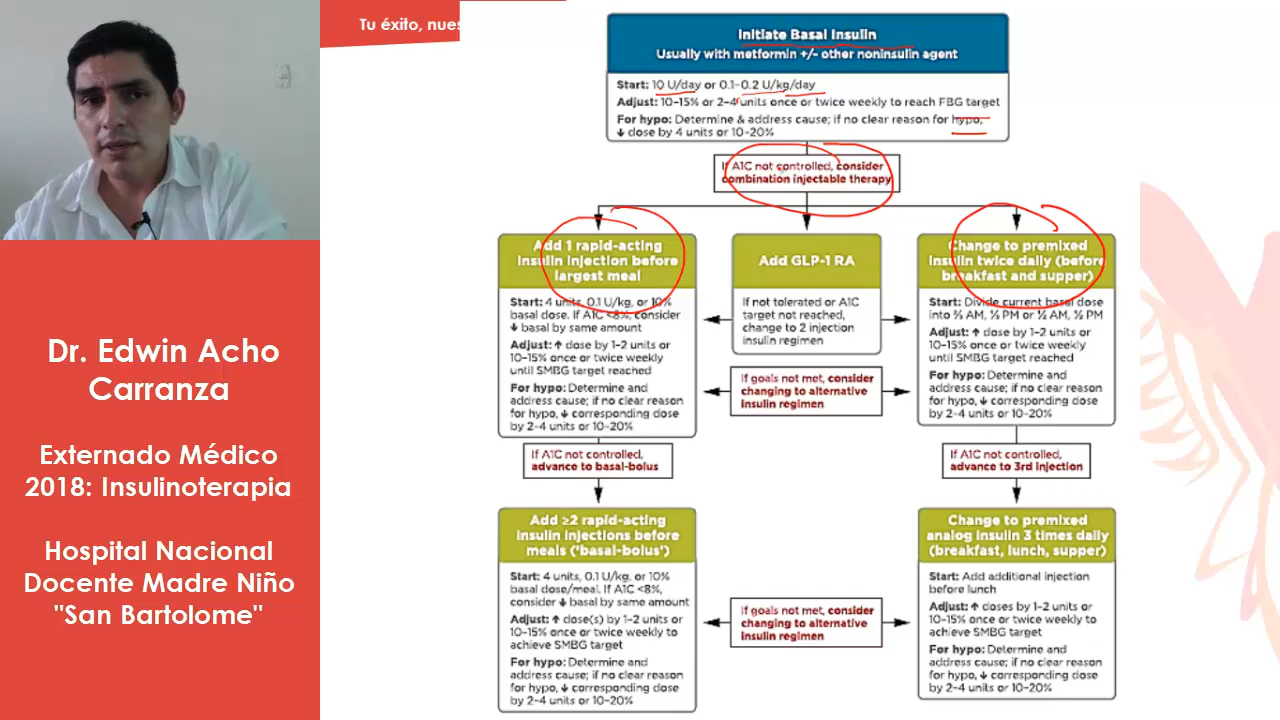 Tu éxito, nues
Dr. Edwin Acho
Carranza
Externado Médico
2018: Insulinoterapia
Hospital Nacional
Docente Madre Niño
"San Bartolome"
Initiate Basal Insulin
Usually with metformin +/- other noninsulin agent
Start: 10 U/day or 0.1–0.2 U/kg/day
Adjust: 10–15% or 2–4 units once or twice weekly to reach FBG target
For hypo: Determine & address cause; if no clear reason for hypo,
↓ dose by 4 units or 10–20%
If A1C not controlled, consider
combination injectable therapy
Add 1 rapid-acting
insulin injection before
largest meal
Start: 4 units, 0.1 U/kg, or 10%
basal dose. If A1C <8%, consider
↓ basal by same amount
Adjust: ↑ dose by 1–2 units or
10–15% once or twice weekly
until SMBG target reached
For hypo: Determine and
address cause; if no clear reason
for hypo, ↓ corresponding dose
by 2–4 units or 10–20%
Add GLP-1 RA
If not tolerated or A1C
target not reached,
change to 2 injection
insulin regimen
If goals not met, consider
changing to alternative
insulin regimen
Change to premixed
insulin twice daily (before
breakfast and supper)
Start: Divide current basal dose
into ⅔ AM, ⅓ PM or ½ AM, ½ PM
Adjust: ↑ dose by 1–2 units or
10–15% once or twice weekly
until SMBG target reached
For hypo: Determine and
address cause; if no clear reason
for hypo, ↓ corresponding dose
by 2–4 units or 10–20%
If A1C not controlled,
advance to basal-bolus
If A1C not controlled,
advance to 3rd injection
Add ≥2 rapid-acting
insulin injections before
meals ('basal-bolus')
Start: 4 units, 0.1 U/kg, or 10%
basal dose/meal. If A1C <8%,
consider ↓ basal by same amount
Adjust: ↑ dose(s) by 1–2 units or
10–15% once or twice weekly to
achieve SMBG target
For hypo: Determine and
address cause; if no clear reason
for hypo, ↓ corresponding dose
by 2–4 units or 10–20%
If goals not met, consider
changing to alternative
insulin regimen
Change to premixed
analog insulin 3 times daily
(breakfast, lunch, supper)
Start: Add additional injection
before lunch
Adjust: ↑ doses by 1–2 units or
10–15% once or twice weekly to
achieve SMBG target
For hypo: Determine and
address cause; if no clear reason
for hypo, ↓ corresponding dose
by 2–4 units or 10–20%